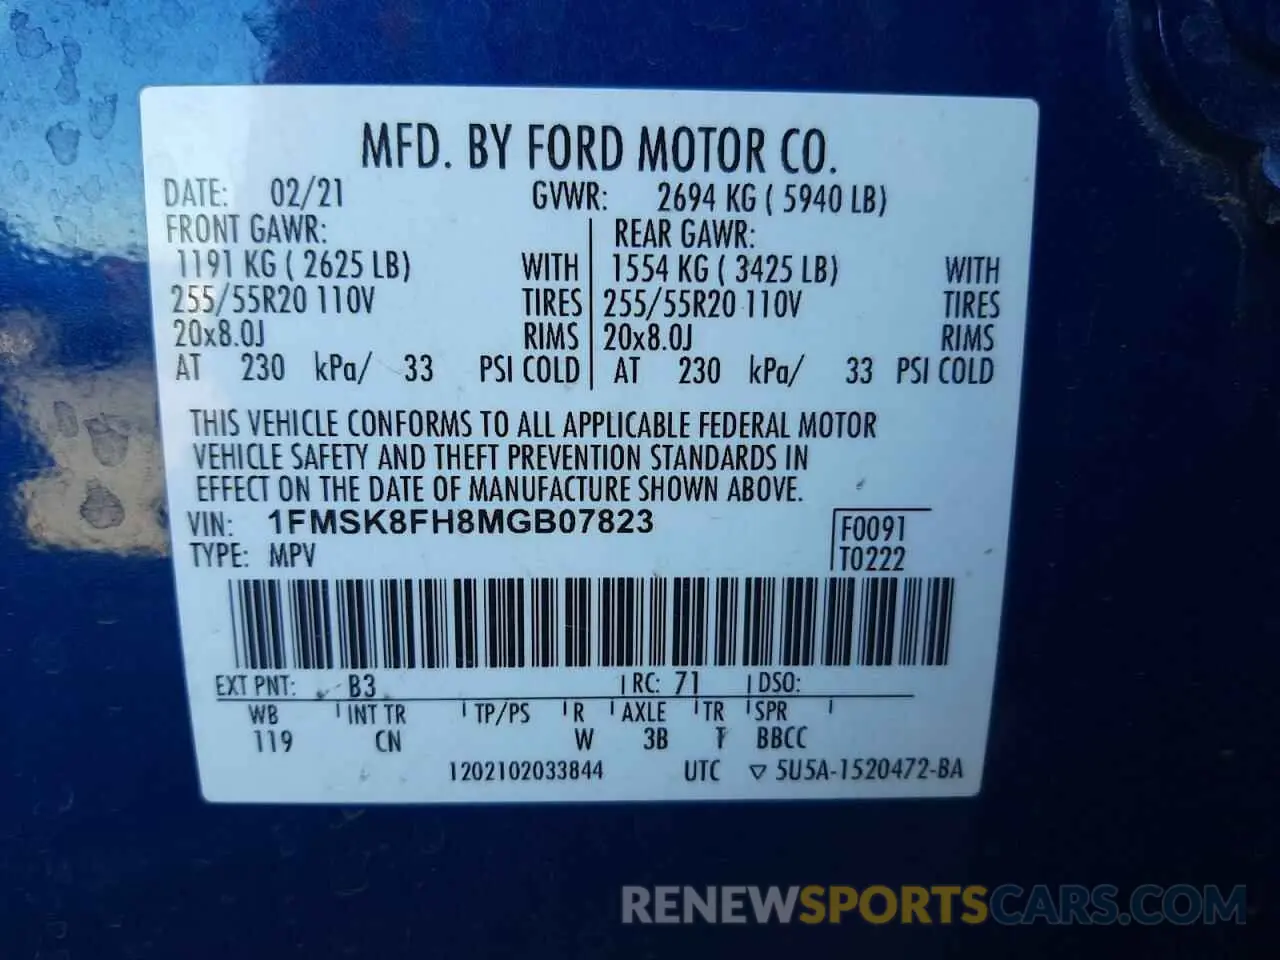 MFD. BY FORD MOTOR CO.
DATE: 02/21 GVWR: 2694 KG ( 5940 LB)
FRONT GAWR: REAR GAWR:
1191 KG ( 2625 LB) WITH 1554 KG ( 3425 LB) WITH
255/55R20 110V TIRES 255/55R20 110V TIRES
20x8.0J RIMS 20x8.0J RIMS
AT 230 kPa/ 33 PSI COLD AT 230 kPa/ 33 PSI COLD
THIS VEHICLE CONFORMS TO ALL APPLICABLE FEDERAL MOTOR
VEHICLE SAFETY AND THEFT PREVENTION STANDARDS IN
EFFECT ON THE DATE OF MANUFACTURE SHOWN ABOVE.
VIN: 1FMSK8FH8MGB07823 F0091
TYPE: MPV T0222
EXT PNT: B3 RC: 71 DSO:
WB INT TR TP/PS R AXLE TR SPR
119 CN W 3B T BBCC
1202102033844 UTC ▽ 5U5A-1520472-BA
RENEWSPORTSCARS.COM